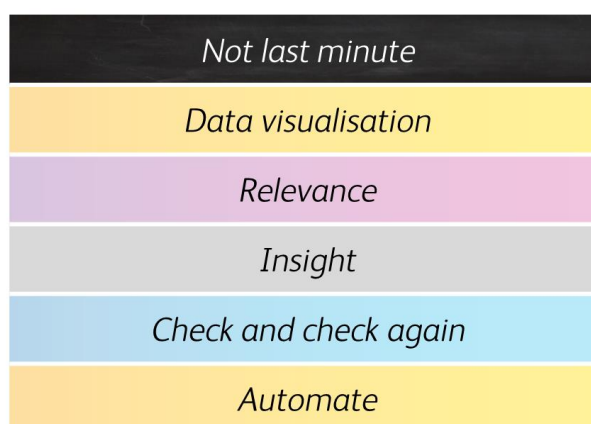 Not last minute
Data visualisation
Relevance
Insight
Check and check again
Automate